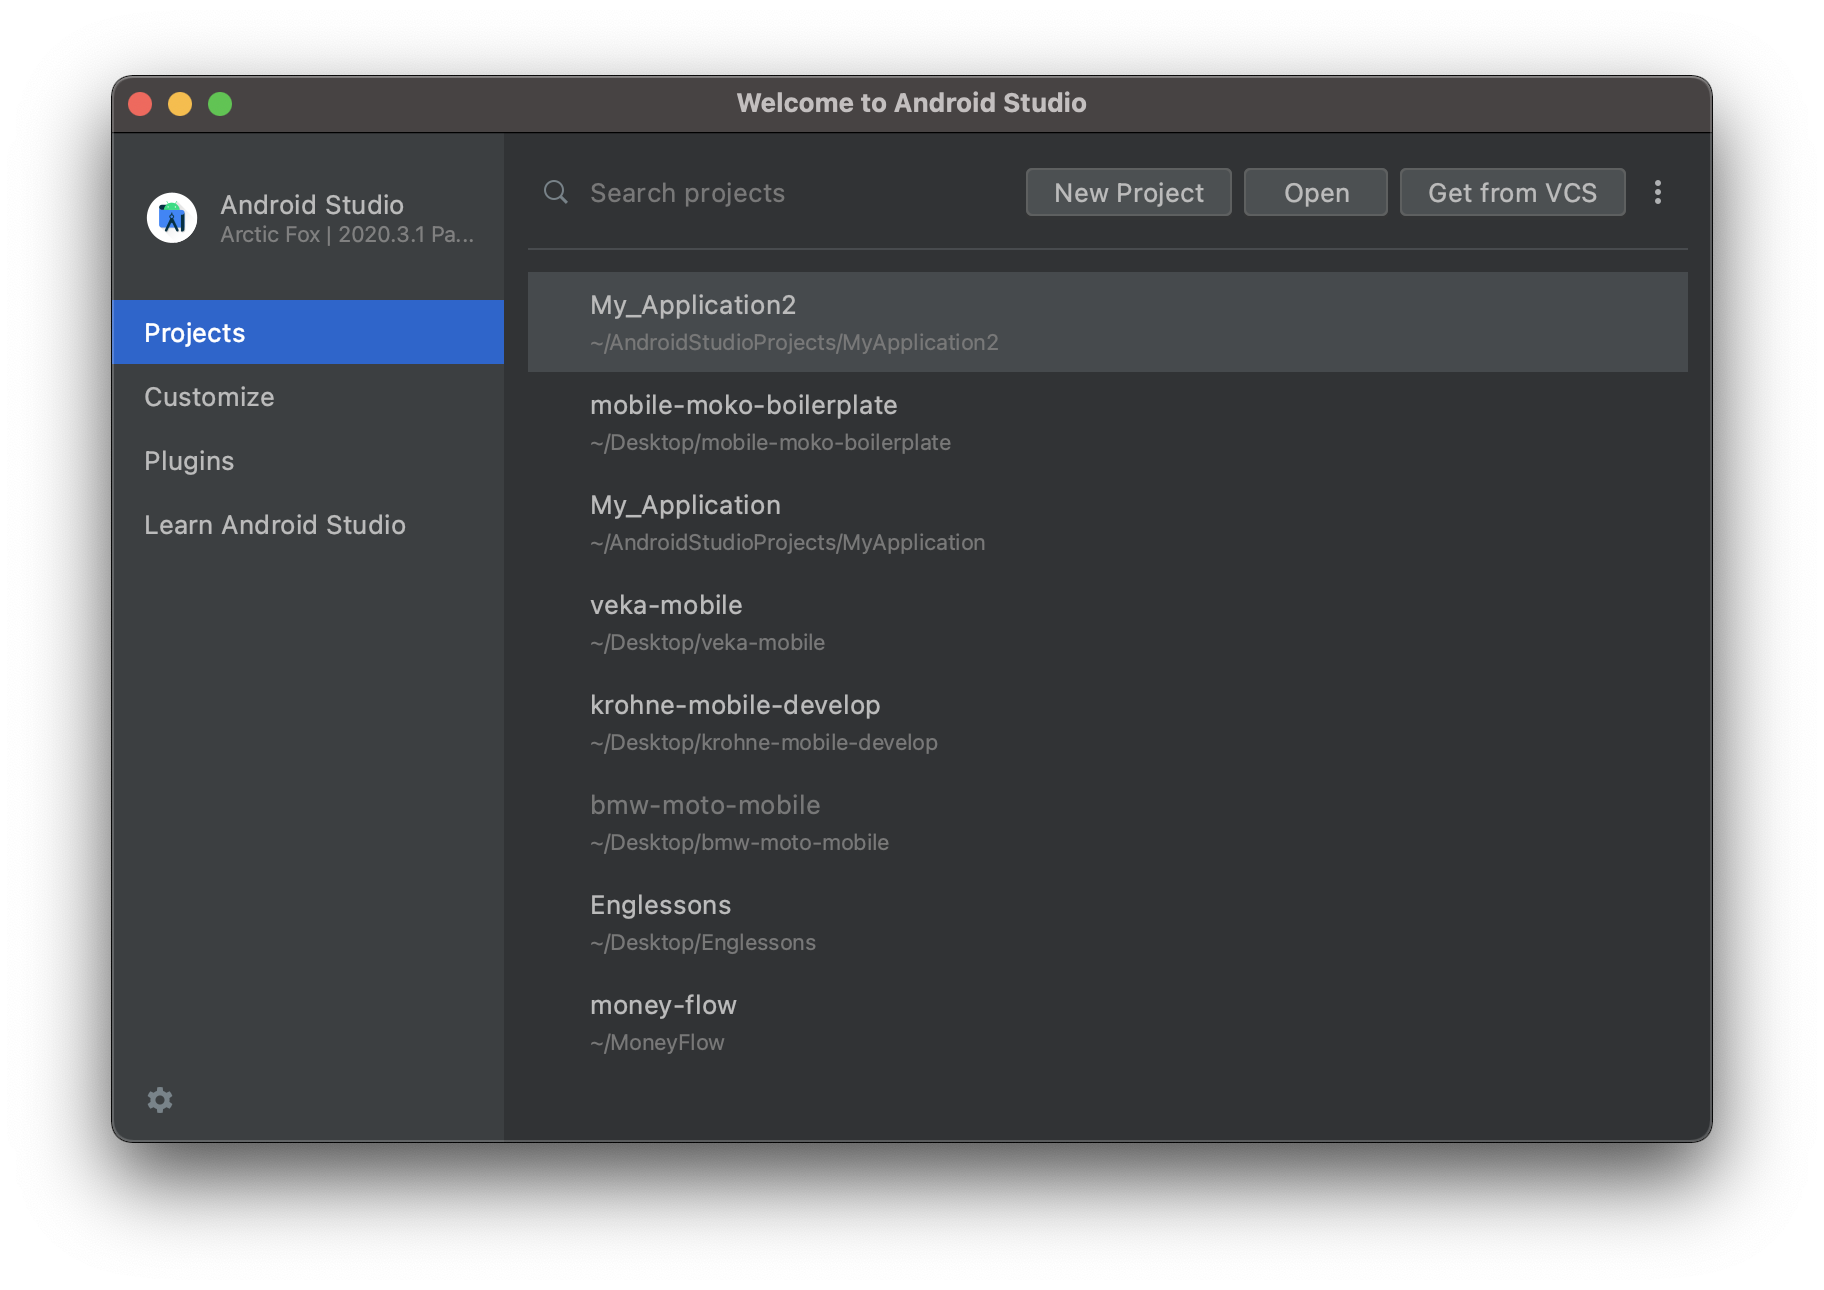 Welcome to Android Studio
Android Studio
Arctic Fox | 2020.3.1 Pa...
Projects
Customize
Plugins
Learn Android Studio
Search projects
New Project
Open
Get from VCS
My_Application2
~/AndroidStudioProjects/MyApplication2
mobile-moko-boilerplate
~/Desktop/mobile-moko-boilerplate
My_Application
~/AndroidStudioProjects/MyApplication
veka-mobile
~/Desktop/veka-mobile
krohne-mobile-develop
~/Desktop/krohne-mobile-develop
bmw-moto-mobile
~/Desktop/bmw-moto-mobile
Englessons
~/Desktop/Englessons
money-flow
~/MoneyFlow